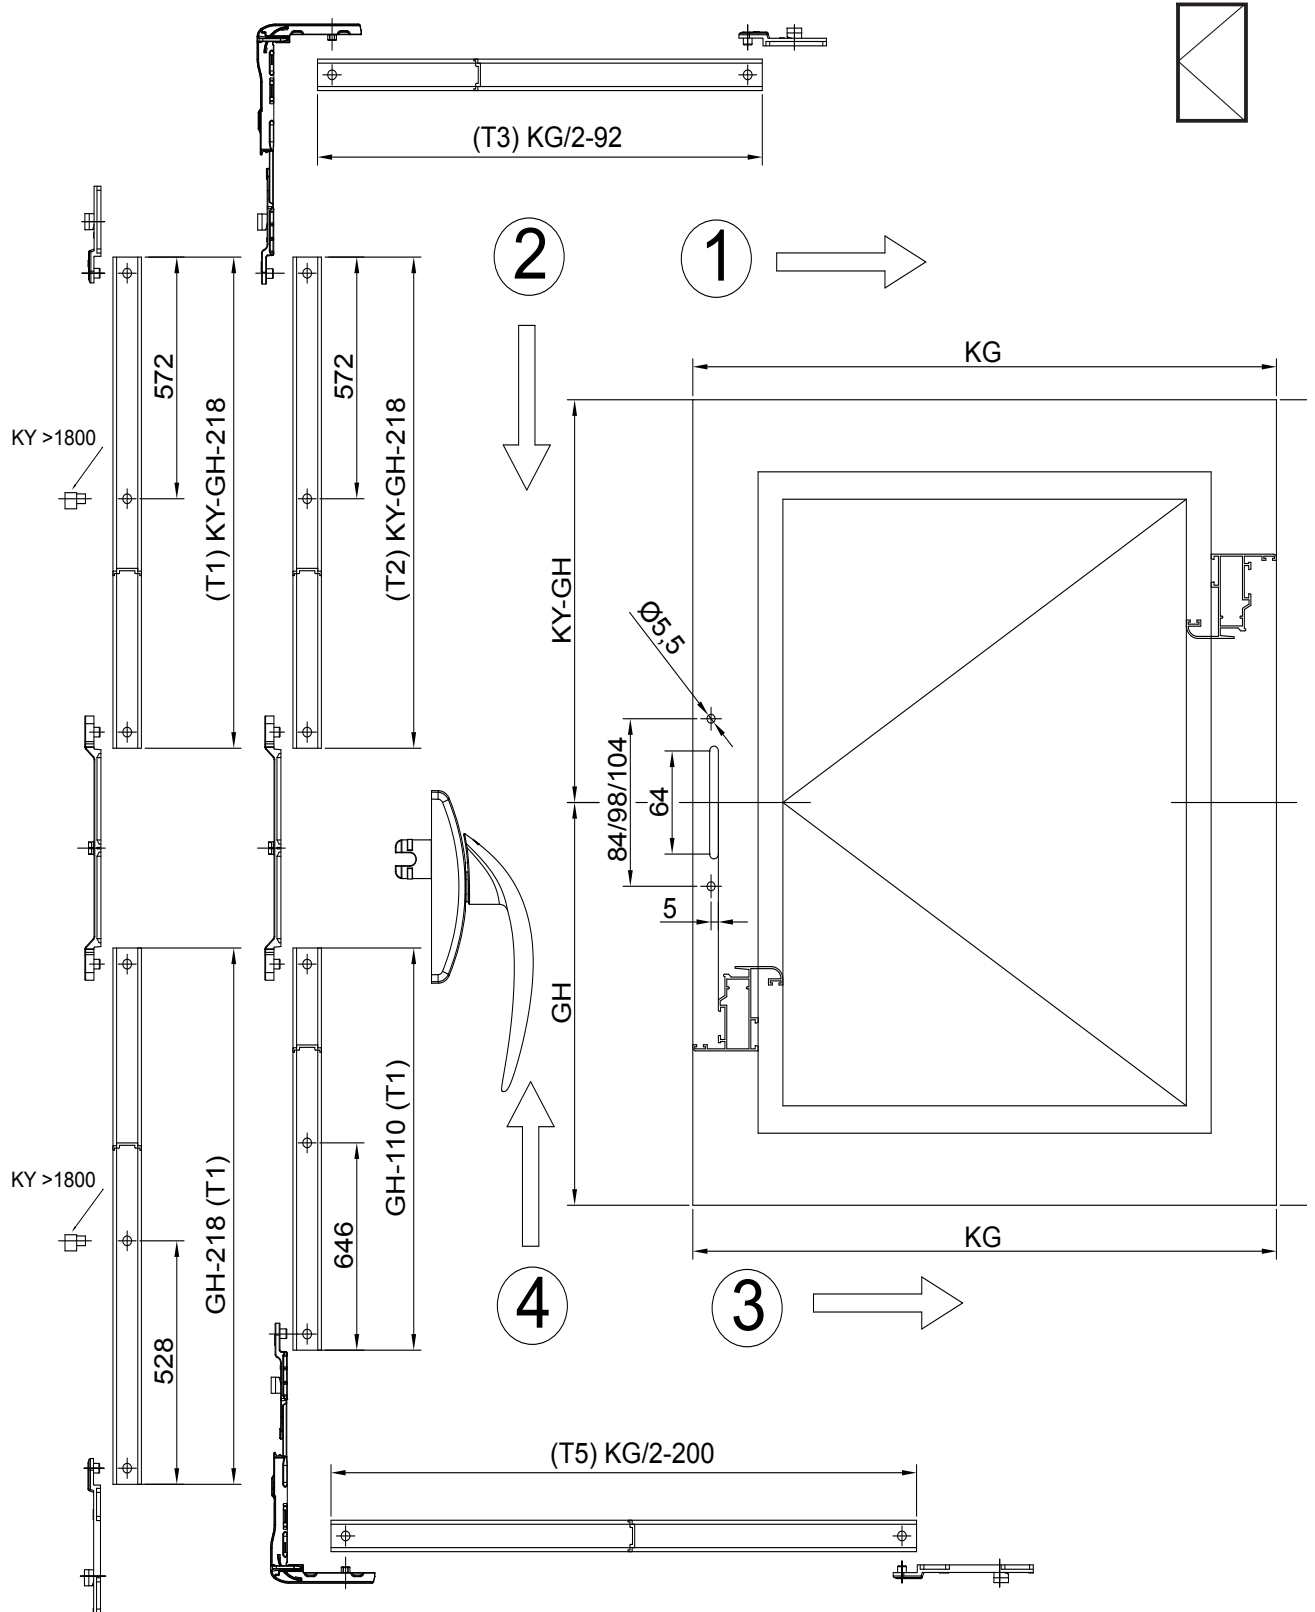 (T3) KG/2-92
2
1
KG
572
(T1) KY-GH-218
572
(T2) KY-GH-218
KY >1800
KY-GH
Ø5,5
84/98/104
64
5
GH
GH-218 (T1)
GH-110 (T1)
KY >1800
646
528
KG
4
3
(T5) KG/2-200